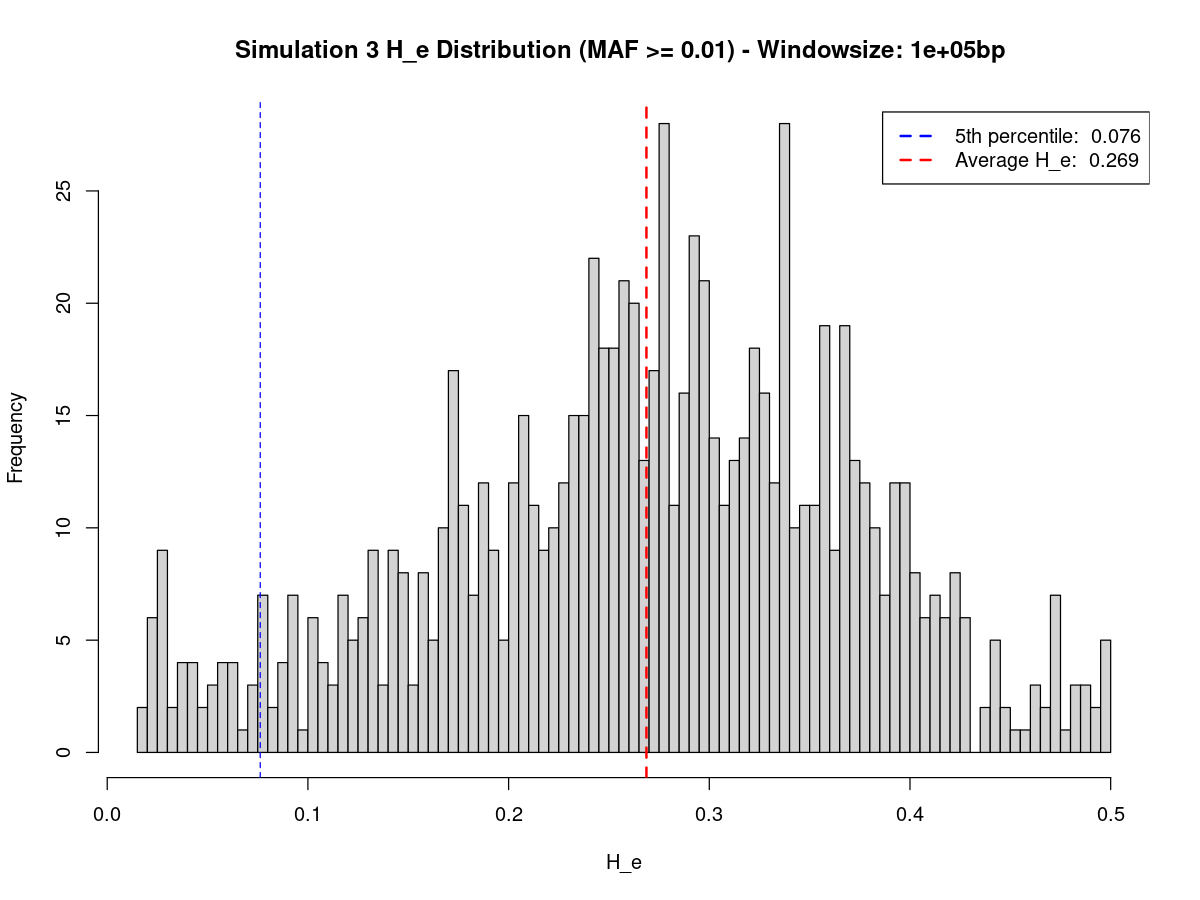 Simulation 3 H_e Distribution (MAF >= 0.01) - Windowsize: 1e+05bp
5th percentile:  0.076
Average H_e:  0.269
Frequency
25
20
15
10
5
0
0.0 0.1 0.2 0.3 0.4 0.5
H_e